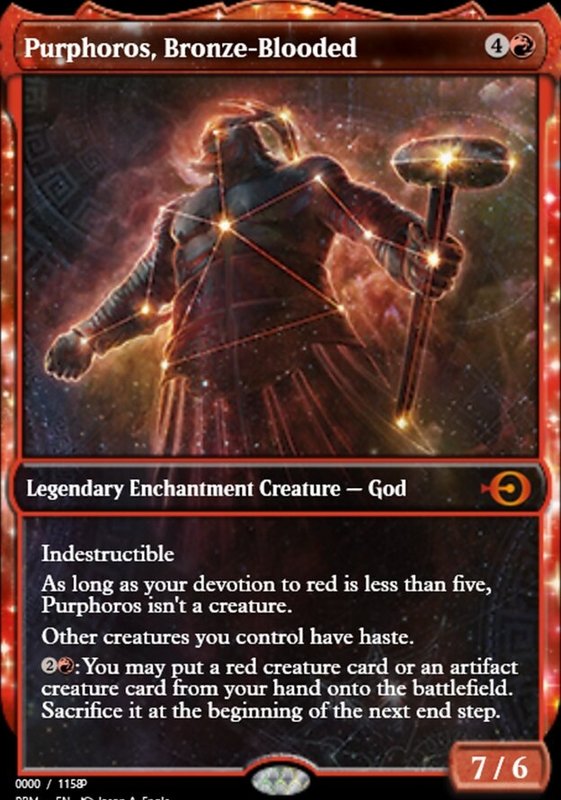 Purphoros, Bronze-Blooded 4
Legendary Enchantment Creature — God
Indestructible
As long as your devotion to red is less than five,
Purphoros isn't a creature.
Other creatures you control have haste.
2: You may put a red creature card or an artifact
creature card from your hand onto the battlefield.
Sacrifice it at the beginning of the next end step.
7 / 6
0000 / 1158P